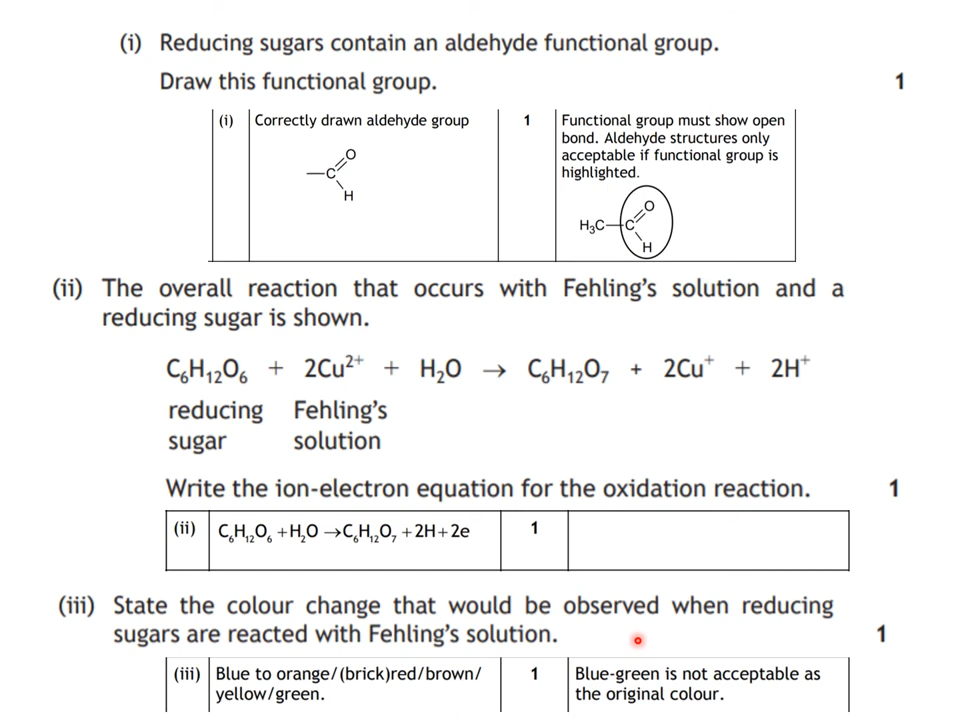 (i) Reducing sugars contain an aldehyde functional group.
Draw this functional group. 1
(i) Correctly drawn aldehyde group 1 Functional group must show open
bond. Aldehyde structures only
acceptable if functional group is
highlighted.
O
C
H
O
H₃C C
H
(ii) The overall reaction that occurs with Fehling's solution and a
reducing sugar is shown.
C₆H₁₂O₆ + 2Cu²⁺ + H₂O → C₆H₁₂O₇ + 2Cu⁺ + 2H⁺
reducing Fehling's
sugar solution
Write the ion-electron equation for the oxidation reaction. 1
(ii) C₆H₁₂O₆ +H₂O →C₆H₁₂O₇ +2H+2e 1
(iii) State the colour change that would be observed when reducing
sugars are reacted with Fehling's solution. 1
(iii) Blue to orange/(brick)red/brown/ 1 Blue-green is not acceptable as
yellow/green. the original colour.